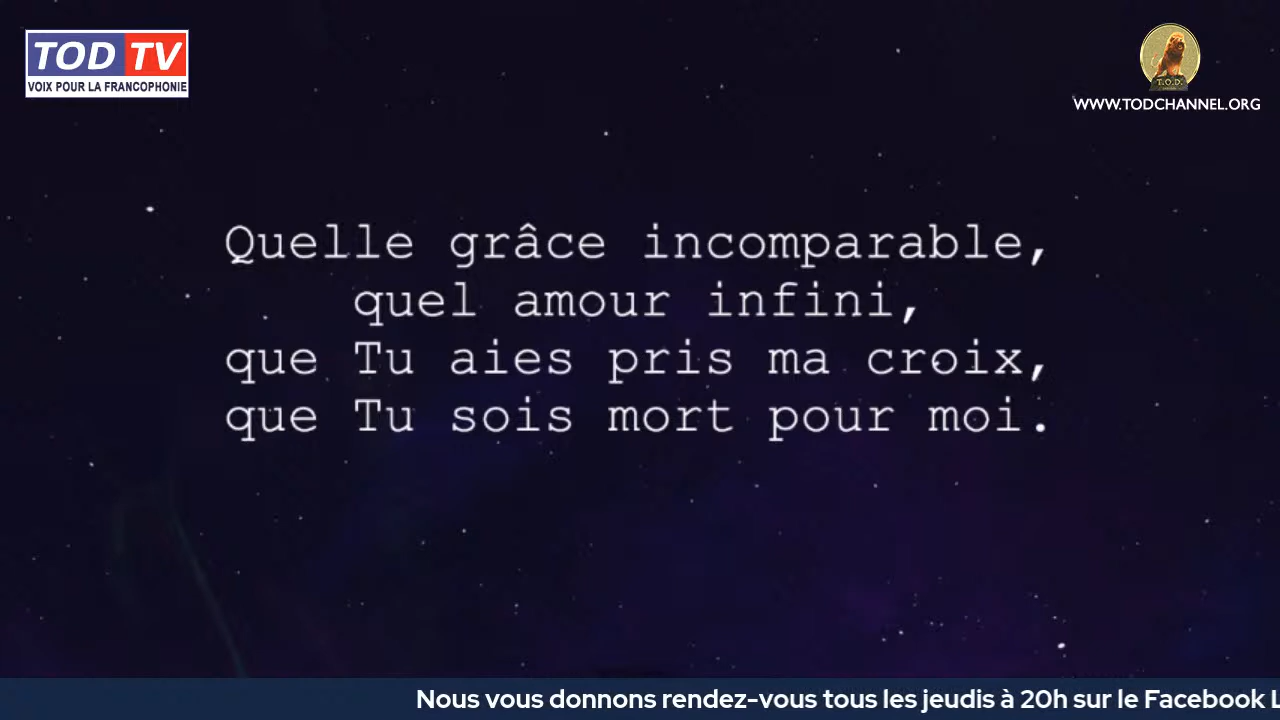 TOD TV
VOIX POUR LA FRANCOPHONIE
T.O.D.
WWW.TODCHANNEL.ORG
Quelle grâce incomparable,
quel amour infini,
que Tu aies pris ma croix,
que Tu sois mort pour moi.
Nous vous donnons rendez-vous tous les jeudis à 20h sur le Facebook L